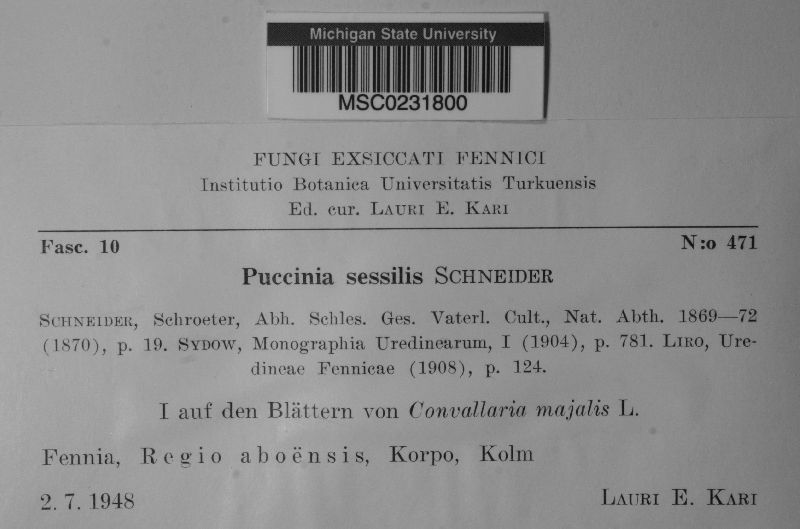 Michigan State University
MSC0231800
FUNGI EXSICCATI FENNICI
Institutio Botanica Universitatis Turkuensis
Ed. cur. LAURI E. KARI
Fasc. 10 N:o 471
Puccinia sessilis SCHNEIDER
SCHNEIDER, Schroeter, Abh. Schles. Ges. Vaterl. Cult., Nat. Abth. 1869—72
(1870), p. 19. SYDOW, Monographia Uredinearum, I (1904), p. 781. LIRO, Ure-
dineae Fennicae (1908), p. 124.
I auf den Blättern von Convallaria majalis L.
Fennia, Regio aboënsis, Korpo, Kolm
2. 7. 1948 LAURI E. KARI